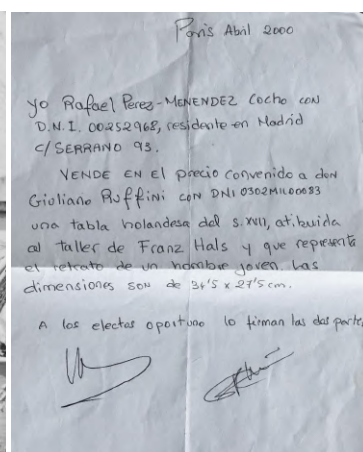 Paris Abril 2000
yo Rafael Perez-MENENDEZ Cocho CON
D.N.I. 00252968, residente en Madrid
C/ SERRANO 93.
VENDE EN El precio convenido a don
Giuliano Ruffini CON DNI 0302MIL00083
una tabla holandesa del s.XVII, atribuida
al taller de Franz Hals y que representa
el retrato de un hombre joven. Las
dimensiones son de 34'5 x 27'5 cm.
A los electos oportuno lo firman las dos partes